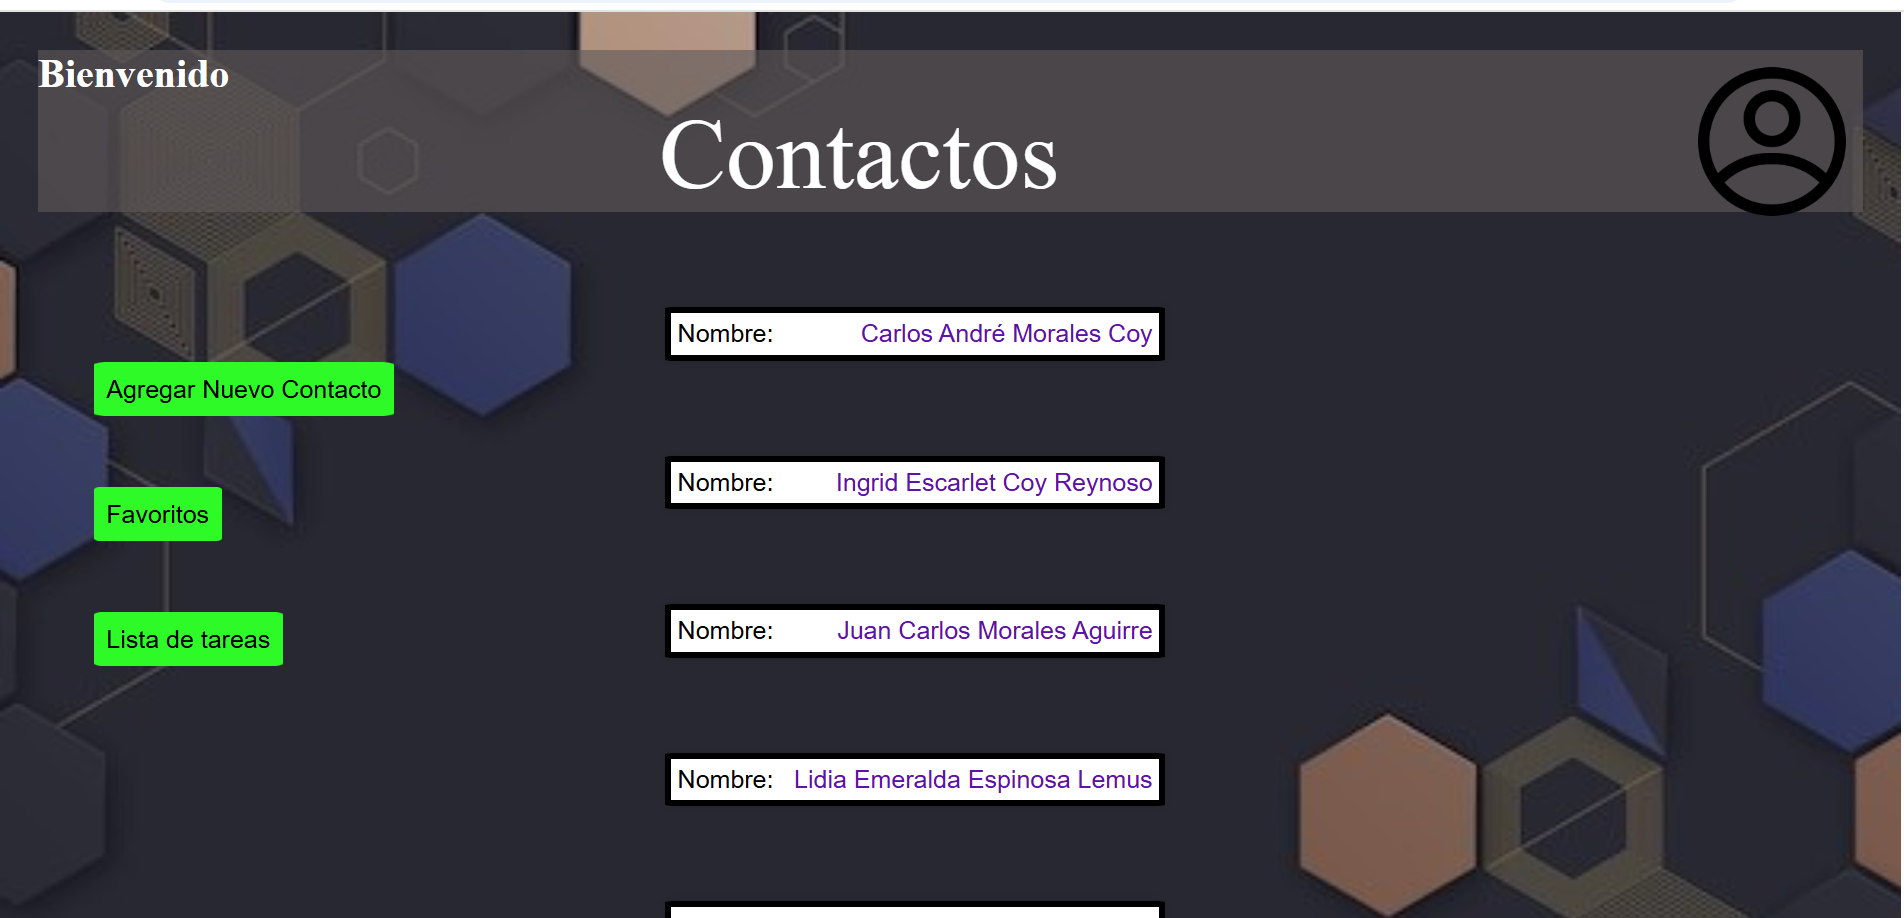 Bienvenido
Contactos
Nombre: Carlos André Morales Coy
Agregar Nuevo Contacto
Nombre: Ingrid Escarlet Coy Reynoso
Favoritos
Nombre: Juan Carlos Morales Aguirre
Lista de tareas
Nombre: Lidia Emeralda Espinosa Lemus